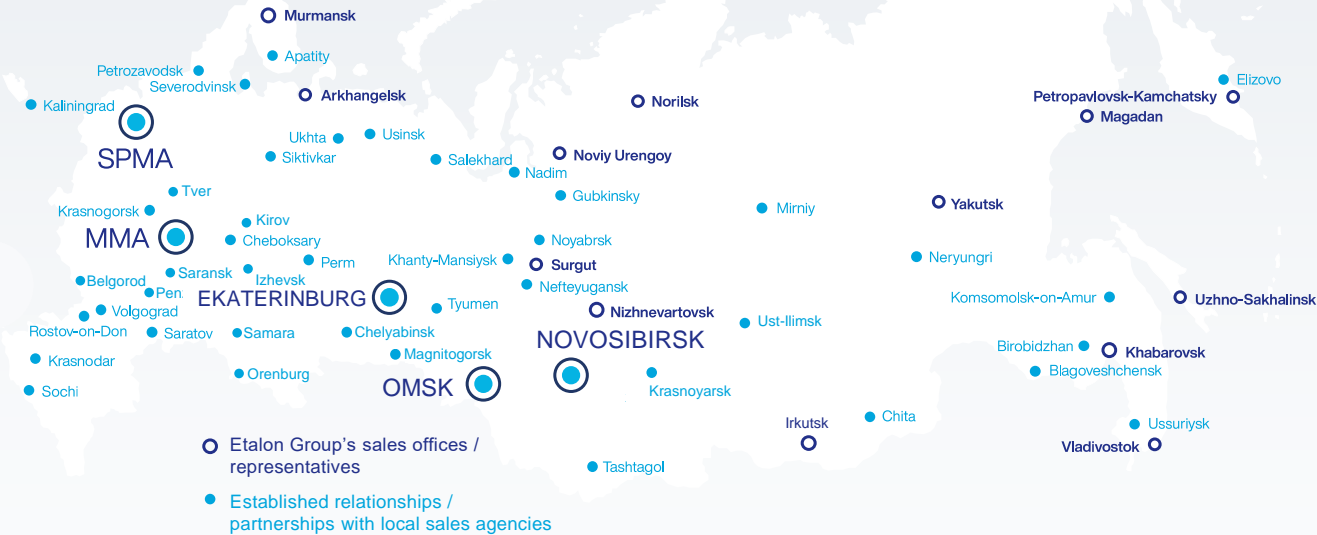 Murmansk
Apatity
Petrozavodsk
Severodvinsk
Elizovo
Kaliningrad
Arkhangelsk
Norilsk
Petropavlovsk-Kamchatsky
Magadan
SPMA
Ukhta
Usinsk
Siktivkar
Salekhard
Noviy Urengoy
Nadim
Tver
Gubkinsky
Krasnogorsk
Mirniy
Yakutsk
Kirov
MMA
Cheboksary
Noyabrsk
Perm
Khanty-Mansiysk
Surgut
Neryungri
Belgorod
Saransk
Izhevsk
Nefteyugansk
Pen
EKATERINBURG
Tyumen
Komsomolsk-on-Amur
Uzhno-Sakhalinsk
Volgograd
Nizhnevartovsk
Rostov-on-Don
Saratov
Samara
Chelyabinsk
NOVOSIBIRSK
Ust-Ilimsk
Birobidzhan
Khabarovsk
Krasnodar
Magnitogorsk
Orenburg
Blagoveshchensk
Sochi
OMSK
Krasnoyarsk
Irkutsk
Chita
Ussuriysk
Vladivostok
Tashtagol
Etalon Group's sales offices /
representatives
Established relationships /
partnerships with local sales agencies